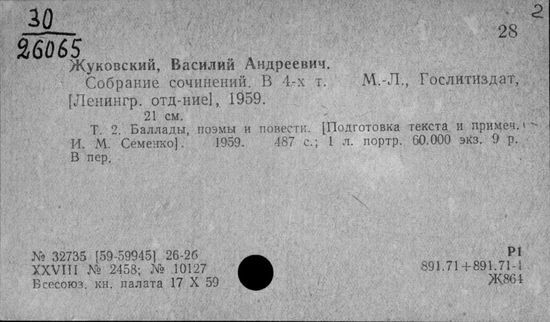 30
26065
2
28
Жуковский, Василий Андреевич.
Собрание сочинений. В 4-х т. М.-Л., Гослитиздат,
[Ленингр. отд-ние], 1959.
21 см.
Т. 2. Баллады, поэмы и повести. [Подготовка текста и примеч.
И. М. Семенко]. 1959. 487 с.; 1 л. портр. 60.000 экз. 9 р.
В пер.
№ 32735 [59-59945] 26-2б
XXVIII № 2458; № 10127
Всесоюз. кн. палата 17 X 59
Р1
891.71+891.71-1
Ж864